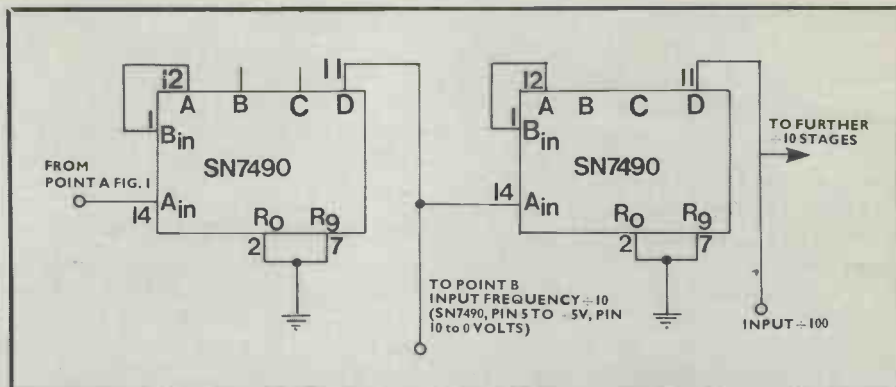 12
11
A B C D
1
Bin
SN7490
FROM
POINT A FIG. 1
14
Ain
R0 R9
2 7
TO POINT B
INPUT FREQUENCY ÷10
(SN7490, PIN 5 TO 5V, PIN
10 to 0 VOLTS)
12
11
A B C D
1
Bin
SN7490
14
Ain
R0 R9
2 7
TO FURTHER
÷10 STAGES
INPUT ÷100